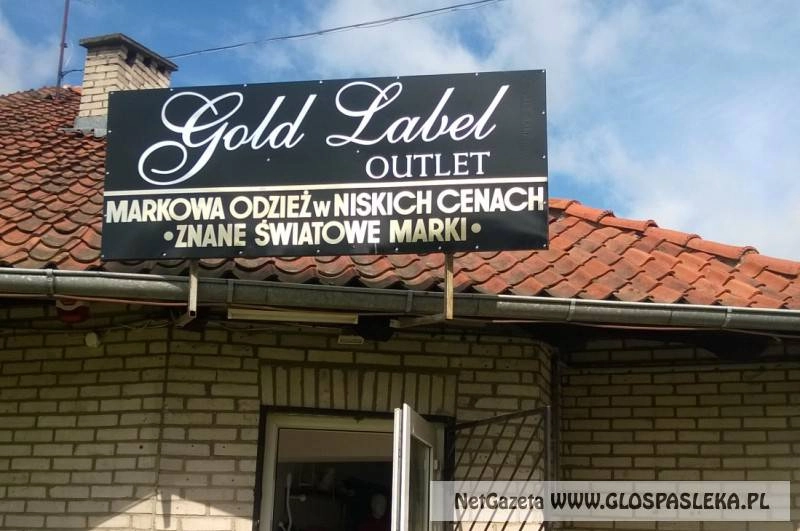 Gold Label
OUTLET
MARKOWA ODZIEŻ w NISKICH CENACH
•ZNANE ŚWIATOWE MARKI•
NetGazeta WWW.GLOSPASLEKA.PL